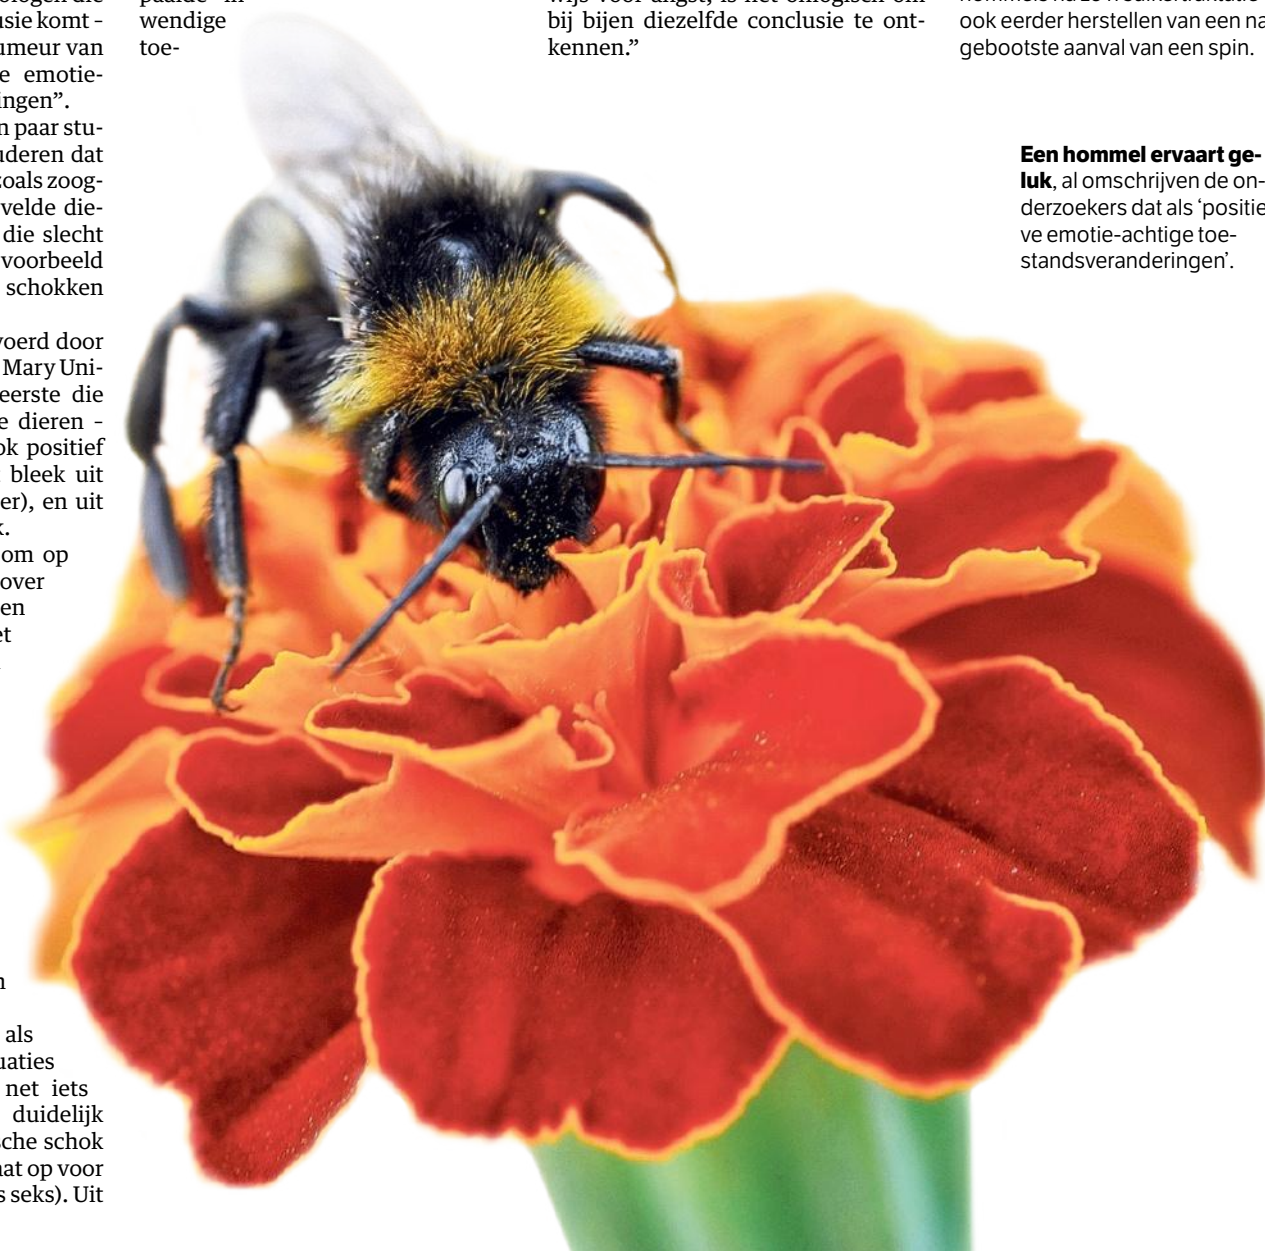 usie komt -
umeur van
e emotie-
ingen”.
n paar stu-
uderen dat
zoals zoog-
velde die-
die slecht
voorbeeld
schokken
voerd door
Mary Uni-
eerste die
e dieren -
ok positief
bleek uit
er), en uit
k.
om op
over
en
et
n
als
uaties
net iets
duidelijk
sche schok
aat op voor
s seks). Uit
wendige
toe-
bij bijen diezelfde conclusie te ont-
kennen.”
ook eerder herstellen van een na
gebootste aanval van een spin.
Een hommel ervaart ge-
luk, al omschrijven de on-
derzoekers dat als ‘positie
ve emotie-achtige toe-
standsveranderingen’.